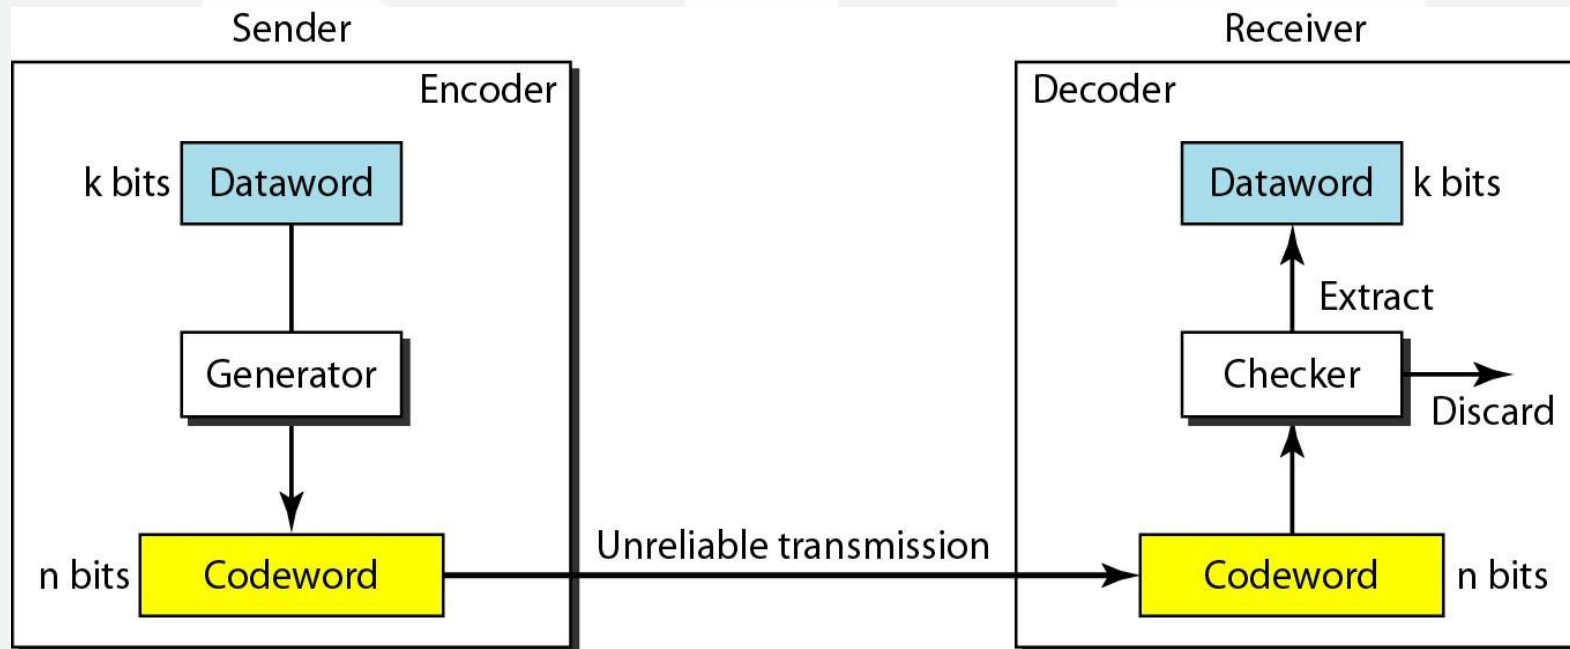 Sender
Encoder
k bits
Dataword
Generator
n bits
Codeword
Unreliable transmission
Receiver
Decoder
Dataword
k bits
Extract
Checker
Discard
Codeword
n bits